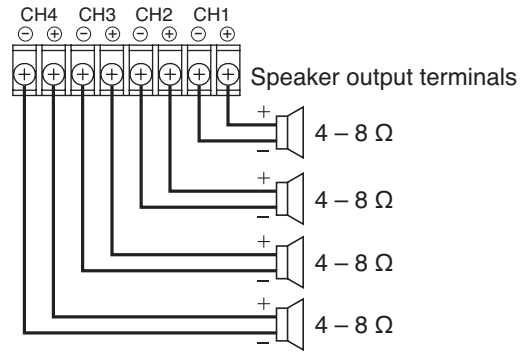 CH4 CH3 CH2 CH1
⊖ ⊕ ⊖ ⊕ ⊖ ⊕ ⊖ ⊕
Speaker output terminals
+
− 4 – 8 Ω
+
− 4 – 8 Ω
+
− 4 – 8 Ω
+
− 4 – 8 Ω